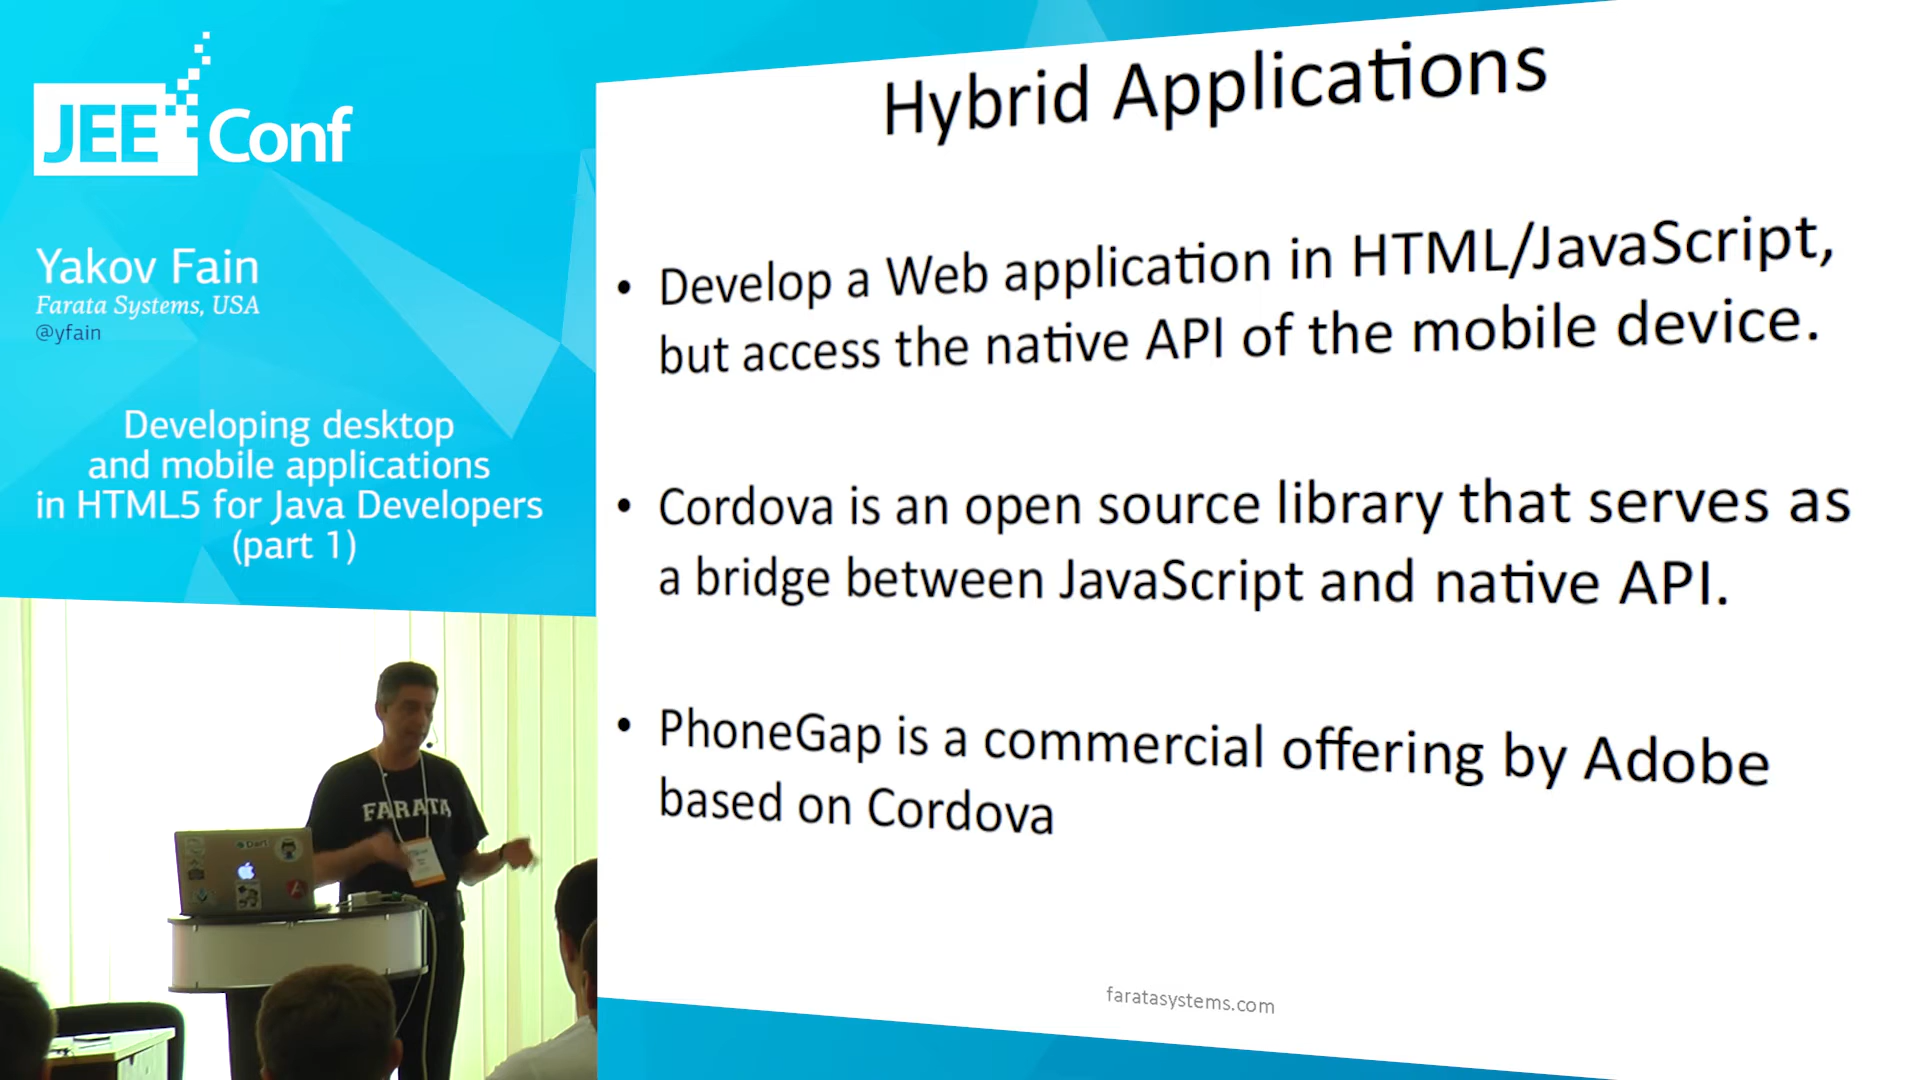 JEE Conf
Yakov Fain
Farata Systems, USA
@yfain
Developing desktop
and mobile applications
in HTML5 for Java Developers
(part 1)
Hybrid Applications
• Develop a Web application in HTML/JavaScript,
but access the native API of the mobile device.
• Cordova is an open source library that serves as
a bridge between JavaScript and native API.
• PhoneGap is a commercial offering by Adobe
based on Cordova
faratasystems.com
FARATA
Dart